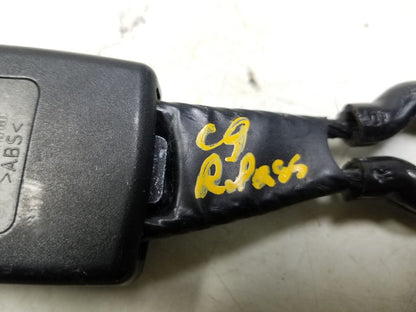 C9
R. Pass
>ABS<